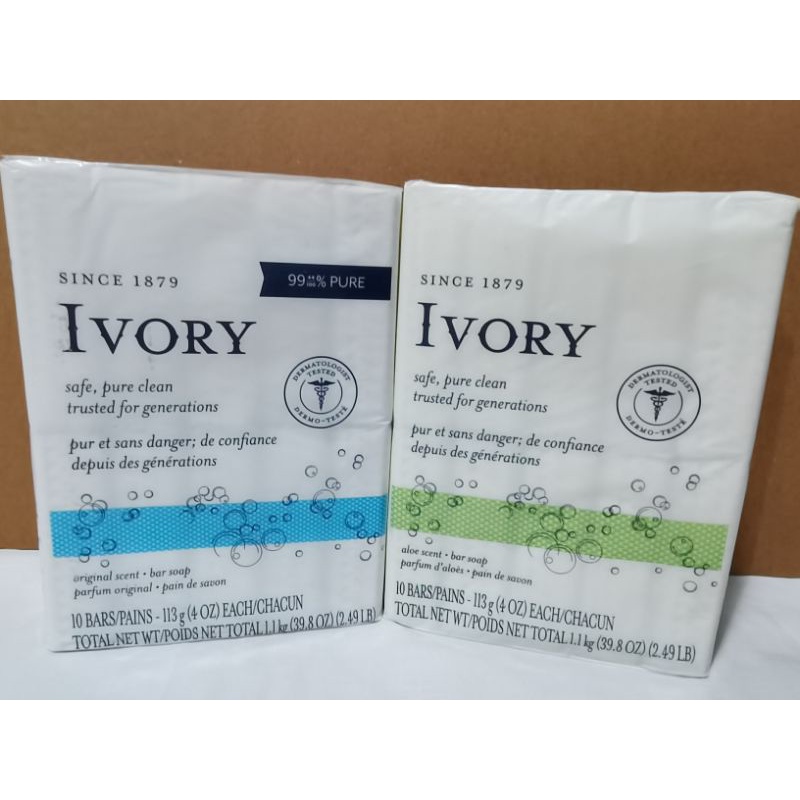 SINCE 1879
99 44/100% PURE
IVORY
DERMATOLOGIST
TESTED
DERMO-TESTÉ
safe, pure clean
trusted for generations
pur et sans danger; de confiance
depuis des générations
original scent • bar soap
parfum original • pain de savon
10 BARS/PAINS - 113 g (4 OZ) EACH/CHACUN
TOTAL NET WT/POIDS NET TOTAL 1.1 kg (39.8 OZ) (2.49 LB)
SINCE 1879
IVORY
DERMATOLOGIST
TESTED
DERMO-TESTÉ
safe, pure clean
trusted for generations
pur et sans danger; de confiance
depuis des générations
aloe scent • bar soap
parfum d'aloès • pain de savon
10 BARS/PAINS - 113 g (4 OZ) EACH/CHACUN
TOTAL NET WT/POIDS NET TOTAL 1.1 kg (39.8 OZ) (2.49 LB)